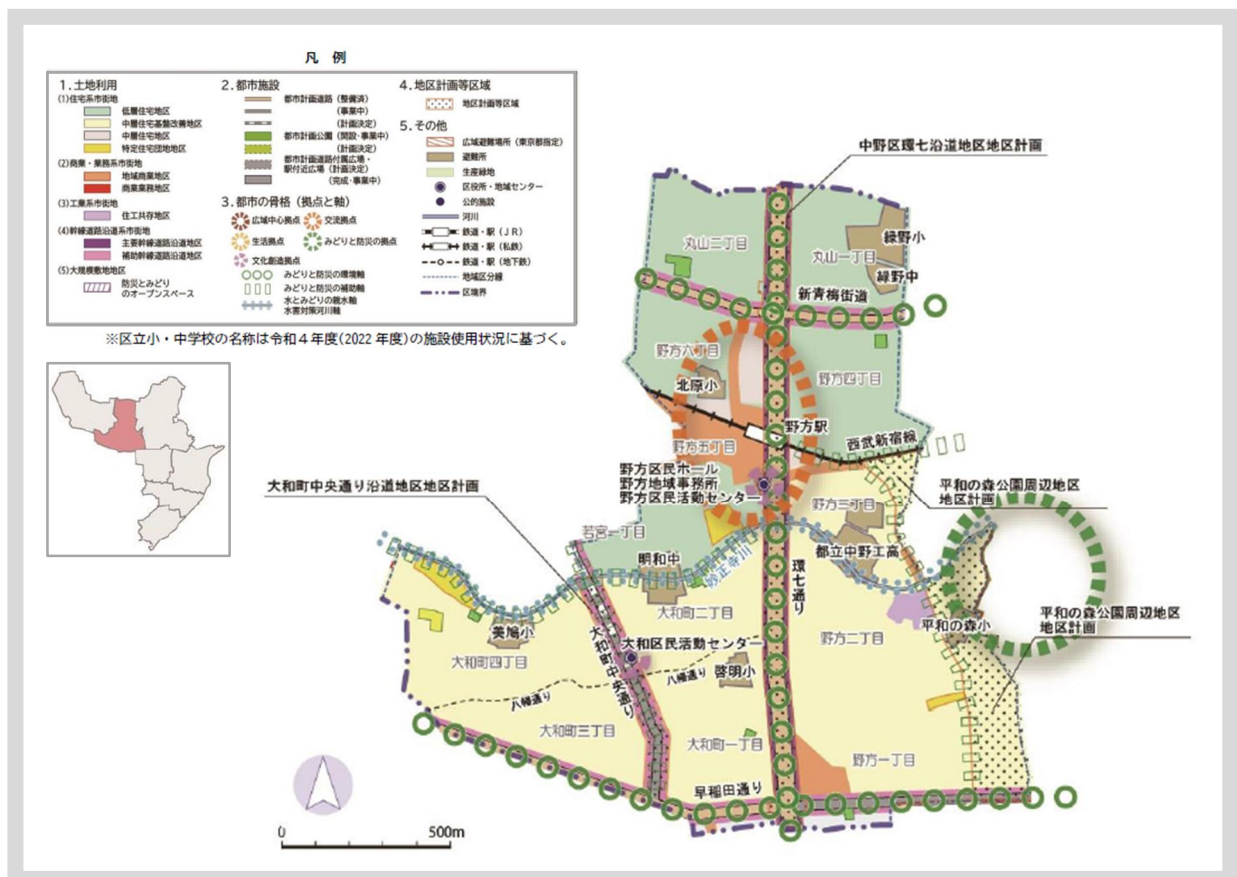 凡 例
1．土地利用
(1)住宅系市街地
低層住宅地区
中層住宅基盤改善地区
中層住宅地区
特定住宅団地地区
(2)商業・業務系市街地
地域商業地区
商業業務地区
(3)工業系市街地
住工共存地区
(4)幹線道路沿道系市街地
主要幹線道路沿道地区
補助幹線道路沿道地区
(5)大規模敷地地区
防災とみどり
のオープンスペース
2．都市施設
都市計画道路（整備済）
（事業中）
（計画決定）
都市計画公園（開設・事業中）
（計画決定）
都市計画道路付属広場・
駅付近広場（計画決定）
（完成・事業中）
3．都市の骨格（拠点と軸）
広域中心拠点
交流拠点
生活拠点
みどりと防災の拠点
文化創造拠点
みどりと防災の環境軸
みどりと防災の補助軸
水とみどりの親水軸
水害対策河川軸
4．地区計画等区域
地区計画等区域
5．その他
広域避難場所（東京都指定）
避難所
生産緑地
区役所・地域センター
公的施設
河川
鉄道・駅（ＪＲ）
鉄道・駅（私鉄）
鉄道・駅（地下鉄）
地域区分線
区境界
※区立小・中学校の名称は令和４年度(2022 年度)の施設使用状況に基づく。
中野区環七沿道地区地区計画
丸山二丁目
緑野小
丸山一丁目
緑野中
新青梅街道
野方六丁目
北原小
野方四丁目
野方駅
西武新宿線
野方五丁目
野方区民ホール
野方地域事務所
野方区民活動センター
大和町中央通り沿道地区地区計画
平和の森公園周辺地区
地区計画
野方三丁目
若宮一丁目
明和中
妙正寺川
都立中野工高
環七通り
大和町二丁目
平和の森公園周辺地区
地区計画
平和の森小
美鳩小
大和町中央通り
大和区民活動センター
野方二丁目
大和町四丁目
八幡通り
啓明小
八幡通り
大和町三丁目
大和町一丁目
野方一丁目
早稲田通り
0
500m